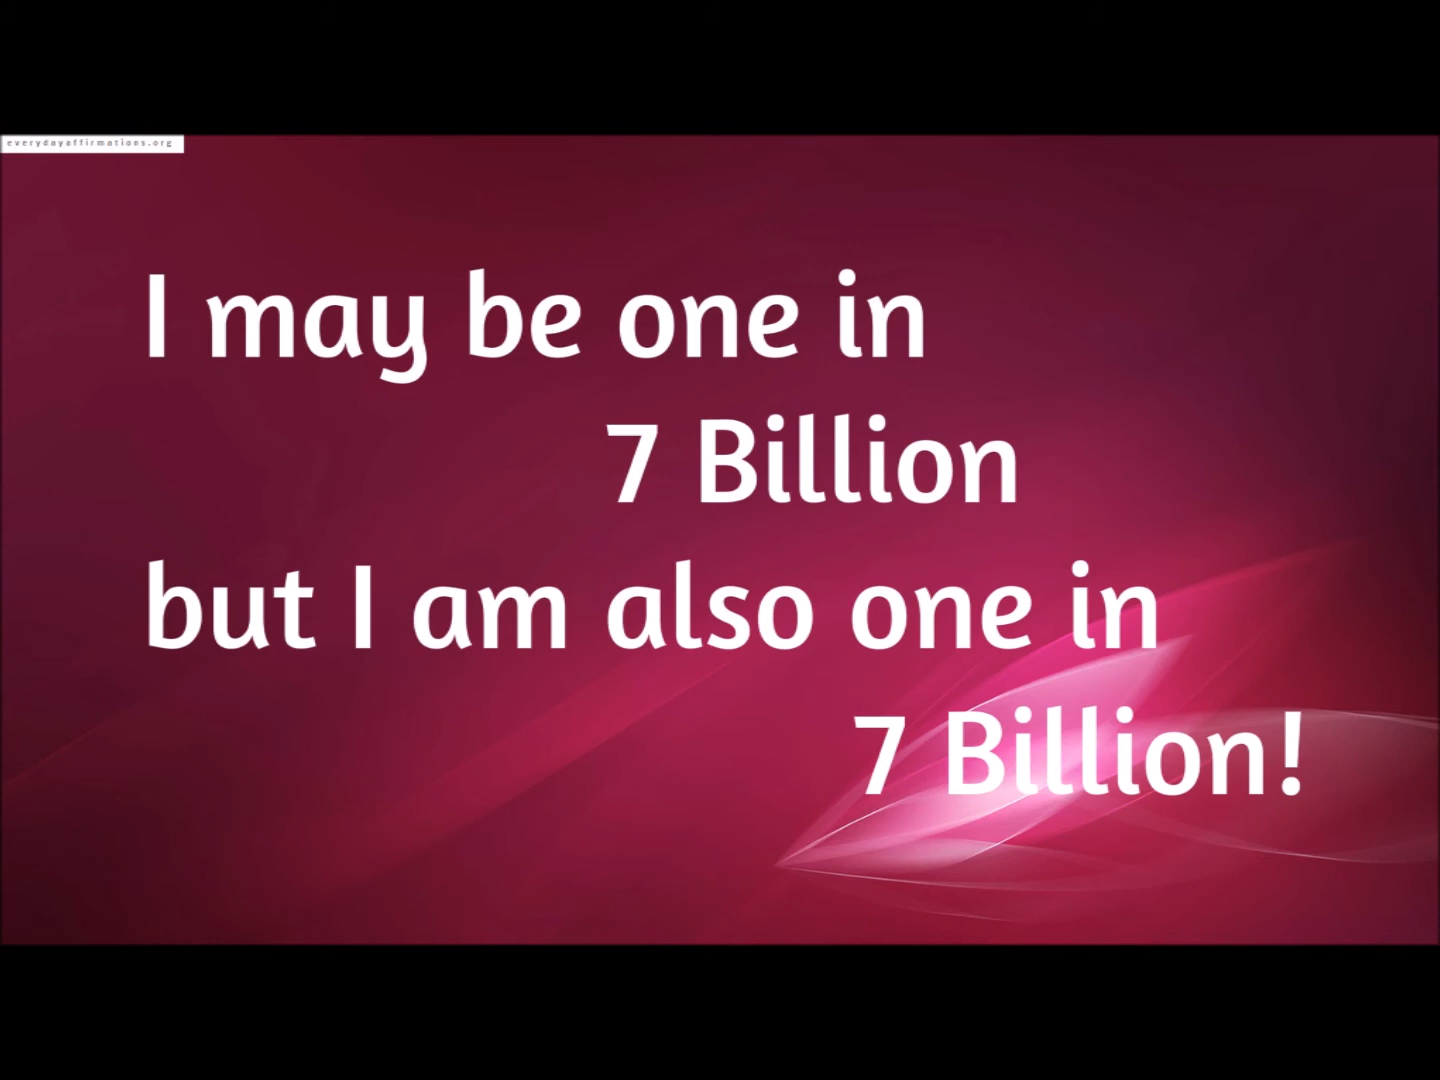 everydayaffirmations.org
I may be one in
7 Billion
but I am also one in
7 Billion!